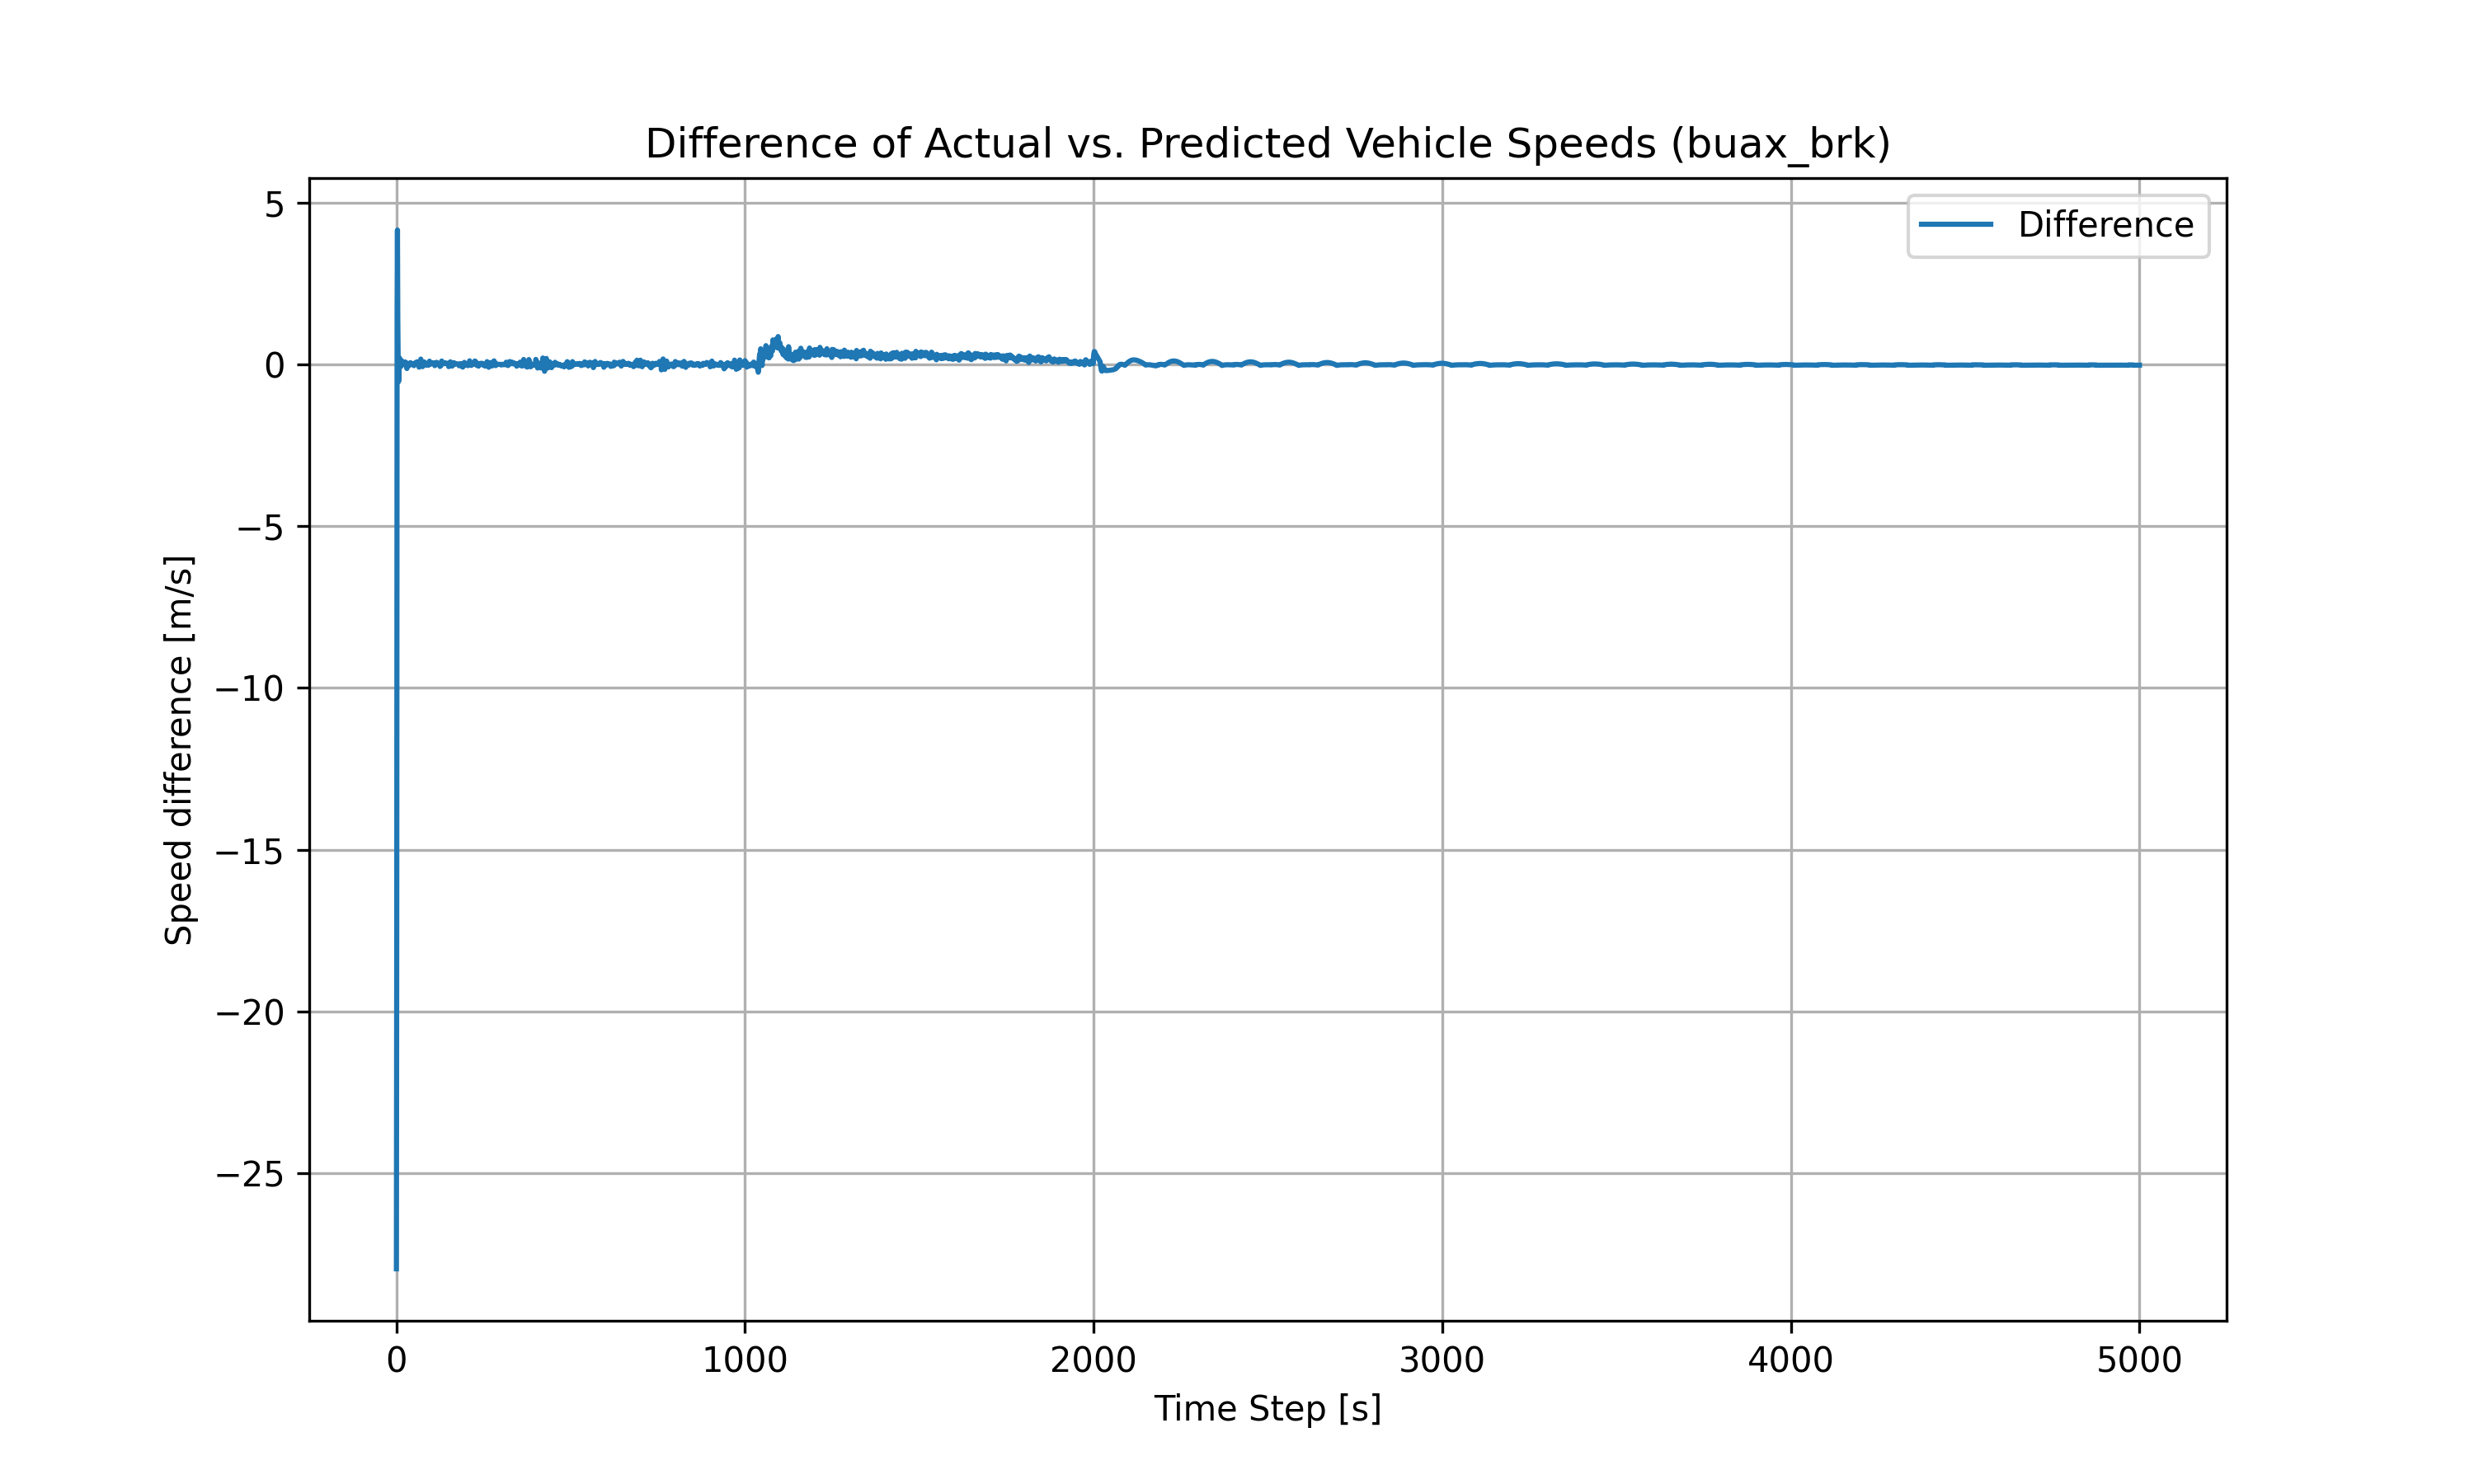 Difference of Actual vs. Predicted Vehicle Speeds (buax_brk)
Difference
5
0
−5
−10
−15
−20
−25
Speed difference [m/s]
0 1000 2000 3000 4000 5000
Time Step [s]